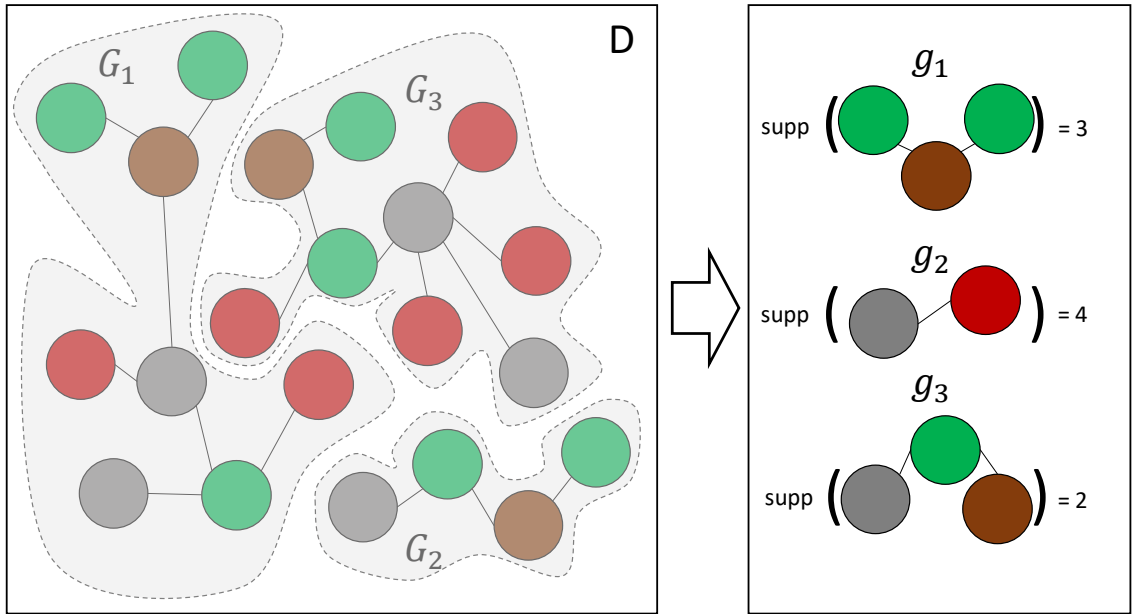 D
G₁
G₃
G₂
g₁
supp ( ) = 3
g₂
supp ( ) = 4
g₃
supp ( ) = 2